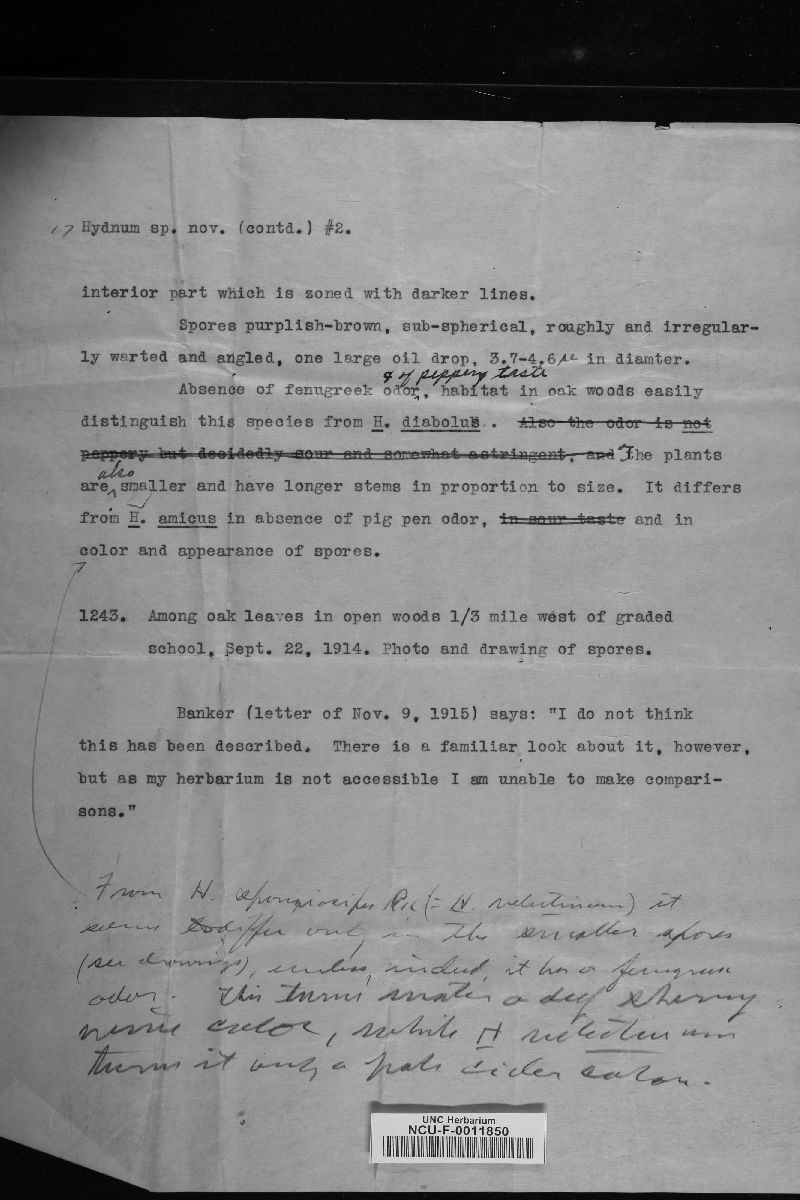 17 Hydnum sp. nov. (contd.) #2.
interior part which is zoned with darker lines.
Spores purplish-brown, sub-spherical, roughly and irregular-
ly warted and angled, one large oil drop, 3.7-4.6µ in diamter.
& of peppery taste
Absence of fenugreek odor, habitat in oak woods easily
distinguish this species from H. diabolus . Also the odor is not
peppery but decidedly sour and somewhat astringent, and The plants
also
are smaller and have longer stems in proportion to size. It differs
from H. amicus in absence of pig pen odor, in sour taste and in
color and appearance of spores.
1243. Among oak leaves in open woods 1/3 mile west of graded
school, Sept. 22, 1914. Photo and drawing of spores.
Banker (letter of Nov. 9, 1915) says: "I do not think
this has been described. There is a familiar look about it, however,
but as my herbarium is not accessible I am unable to make compari-
sons."
From H. spongiosipes Pk (= H. velutinum) it
seems to differ only in the smaller spores
(see drawings), unless, indeed, it has a fenugreek
odor. This turns water a deep sherry
wine color, while H velutinum
turns it only a pale cider color.
UNC Herbarium
NCU-F-0011850